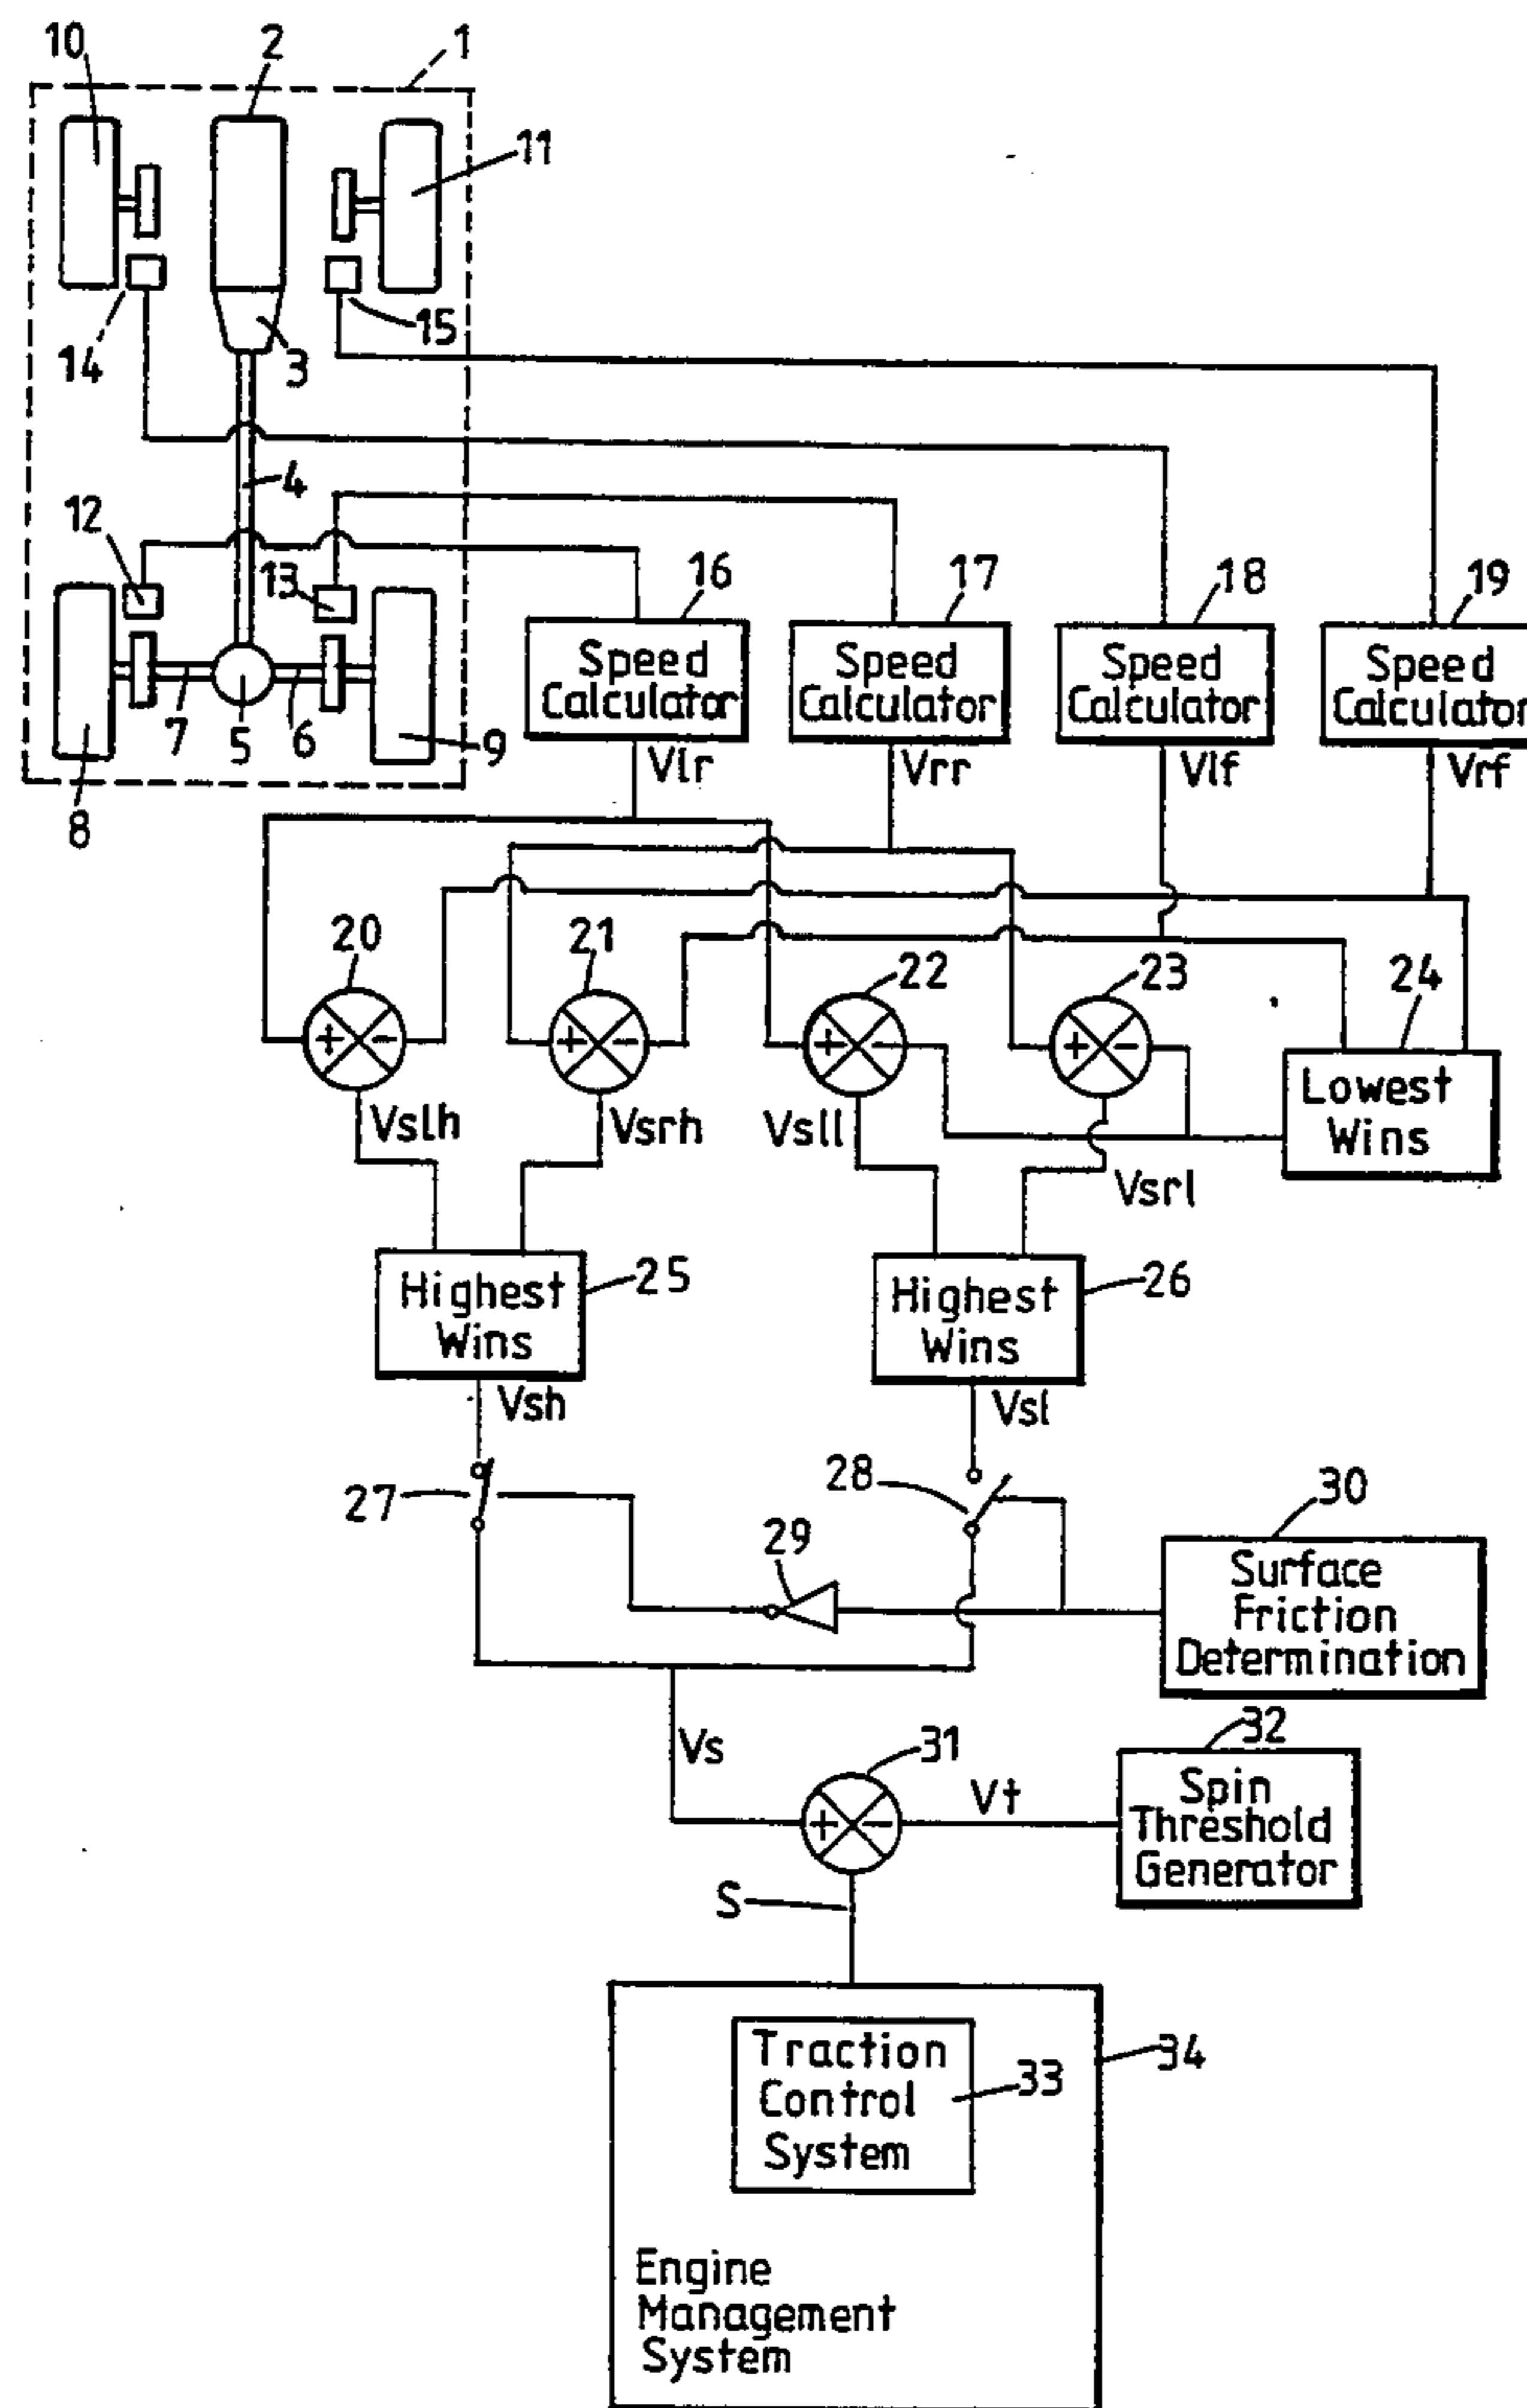 10 2 1
11
14 3 15
4
12 13
16 17 18 19
Speed Calculator
Speed Calculator
Speed Calculator
Speed Calculator
7 5 6 9
8
Vlr Vrr Vlf Vrf
20 21 22 23 24
+ - + - + - + -
Lowest
Wins
Vslh Vsrh Vsll Vsrl
Highest
Wins
25
Highest
Wins
26
Vsh Vsl
27 28 29 30
Surface
Friction
Determination
Vs 31 Vt 32
+ -
Spin
Threshold
Generator
S
Traction
Control
System
33
34
Engine
Management
System